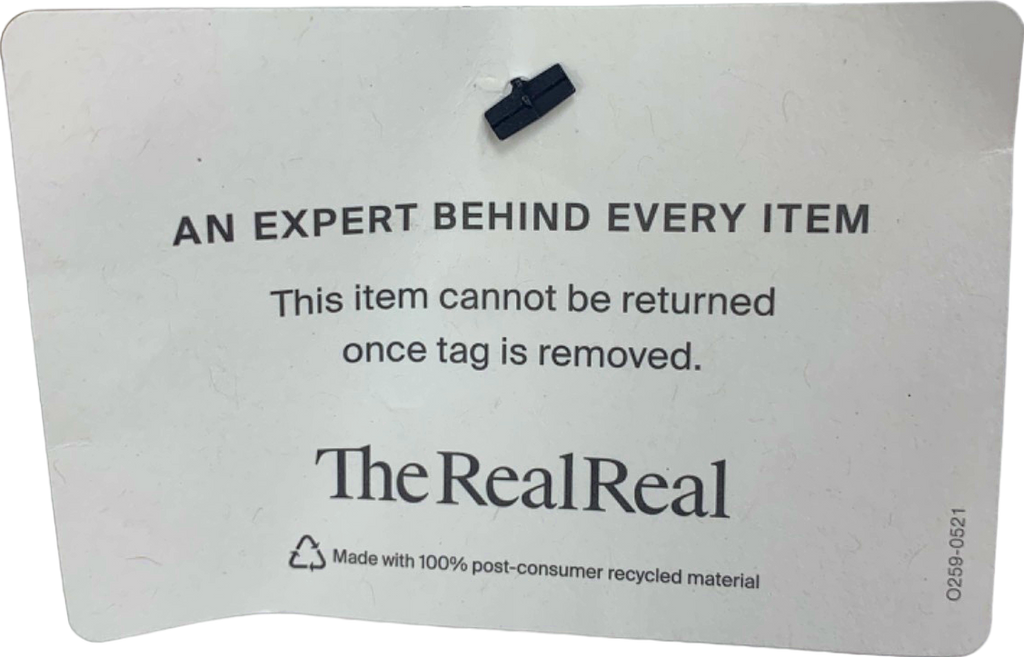 AN EXPERT BEHIND EVERY ITEM
This item cannot be returned
once tag is removed.
The RealReal
Made with 100% post-consumer recycled material
O259-0521